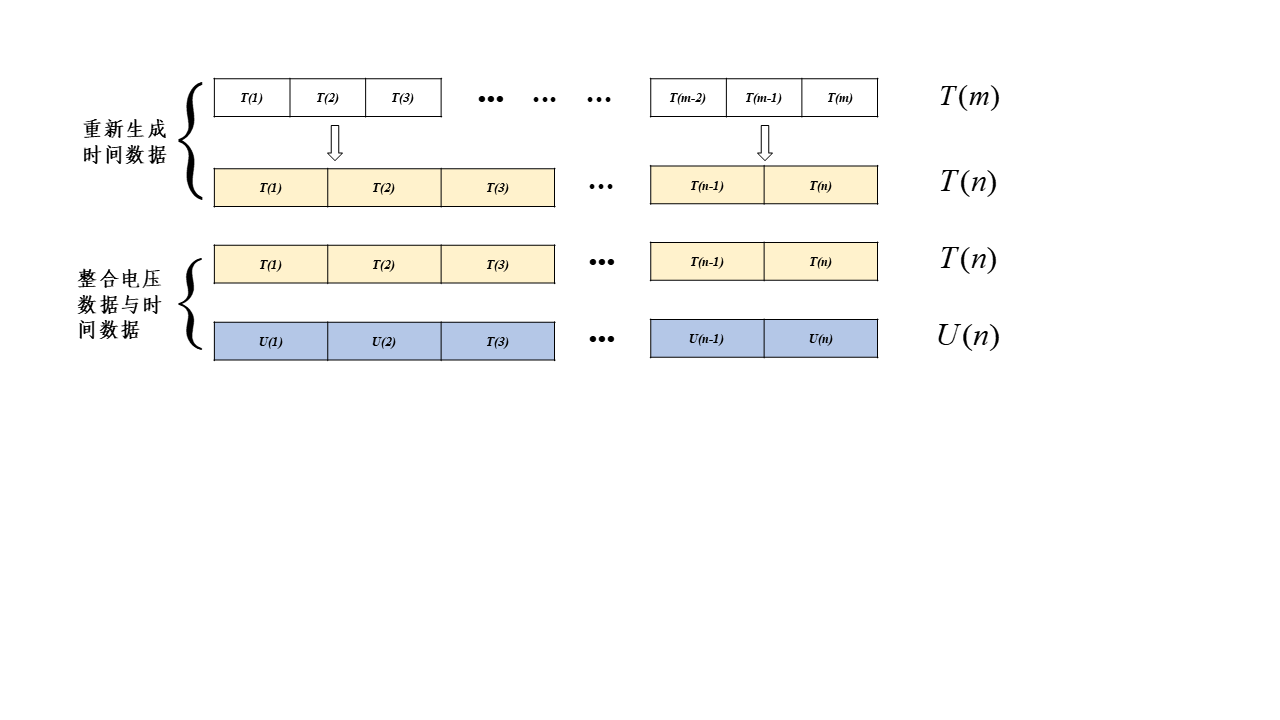 T(1) T(2) T(3) ••• ••• ••• T(m-2) T(m-1) T(m) T(m)
重新生成
时间数据
T(1) T(2) T(3) ••• T(n-1) T(n) T(n)
T(1) T(2) T(3) ••• T(n-1) T(n) T(n)
整合电压
数据与时
间数据
U(1) U(2) T(3) ••• U(n-1) U(n) U(n)